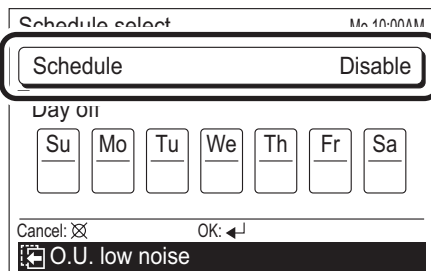 Schedule select Mo 10:00AM
Schedule Disable
Day off
Su Mo Tu We Th Fr Sa
Cancel: OK:
O.U. low noise